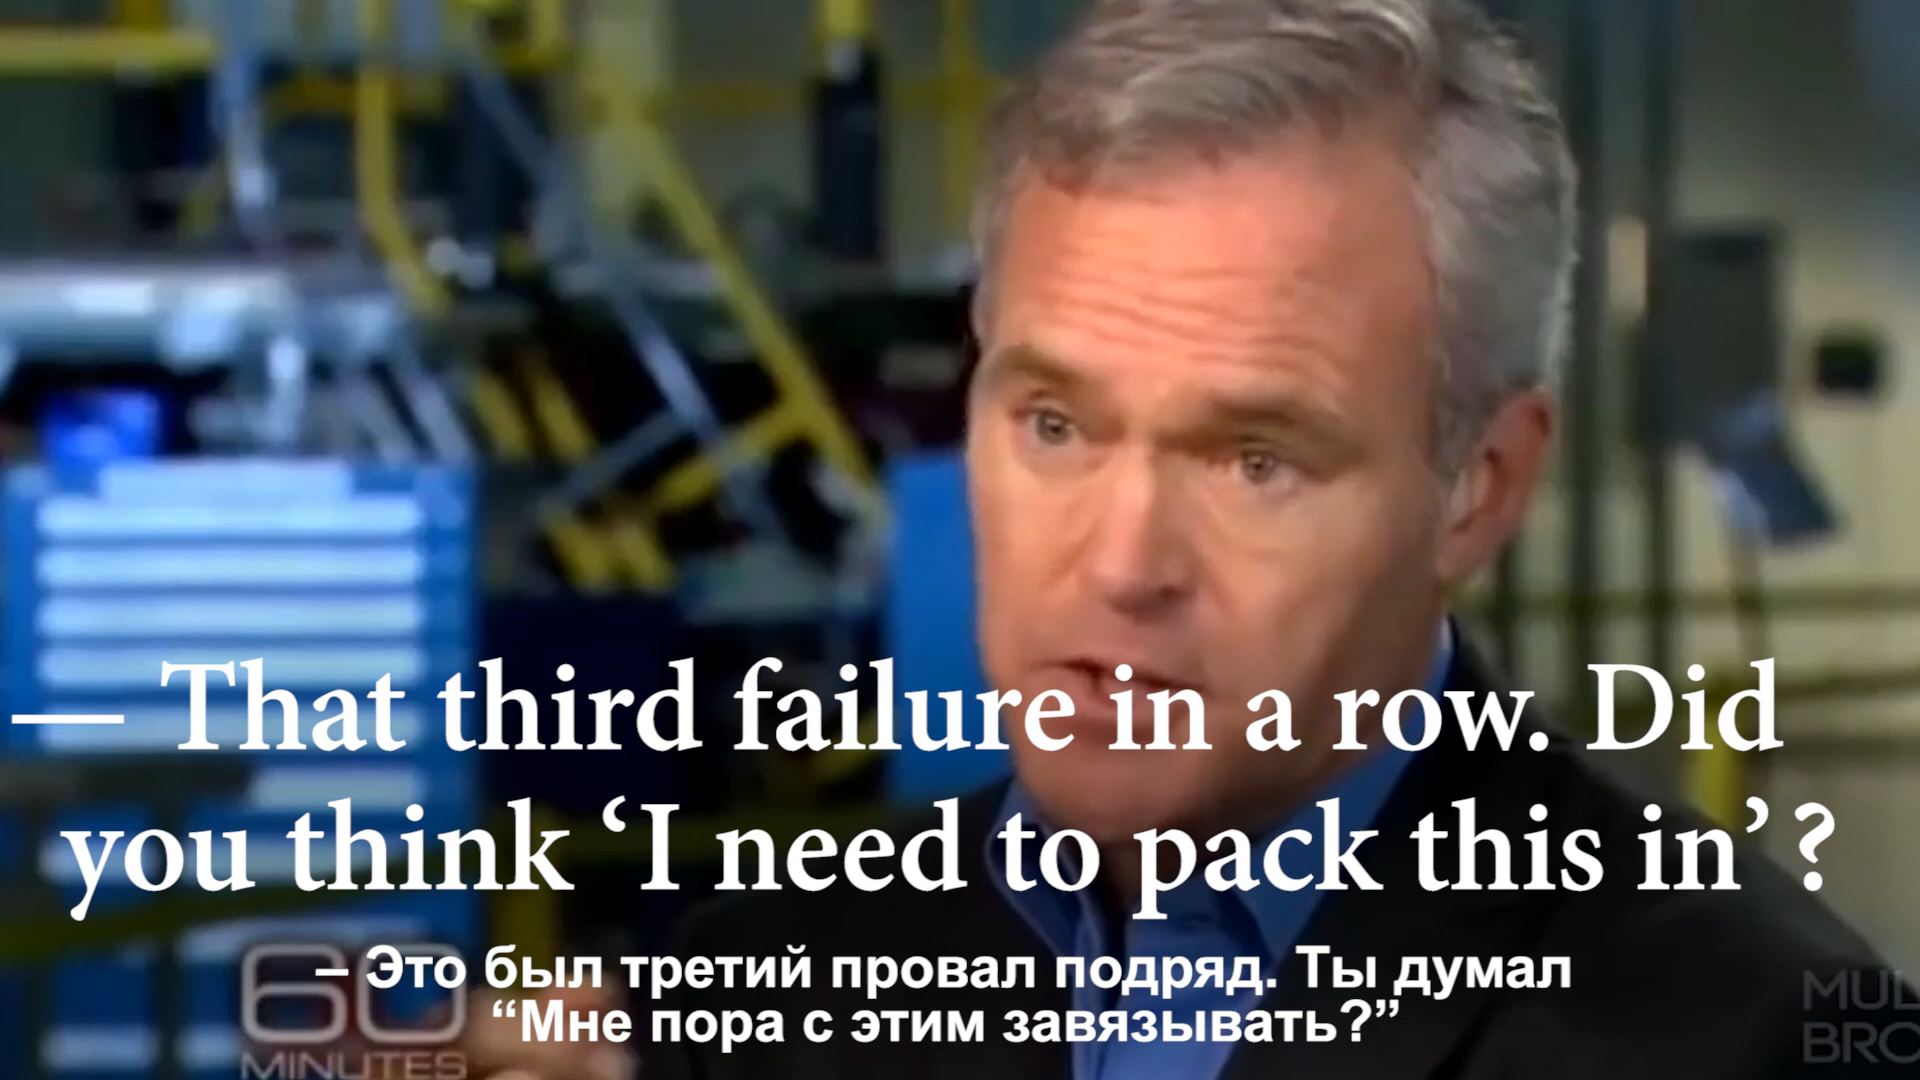 — That third failure in a row. Did
you think ‘I need to pack this in’ ?
– Это был третий провал подряд. Ты думал
“Мне пора с этим завязывать?”
60
MINUTES
MUL
BRO